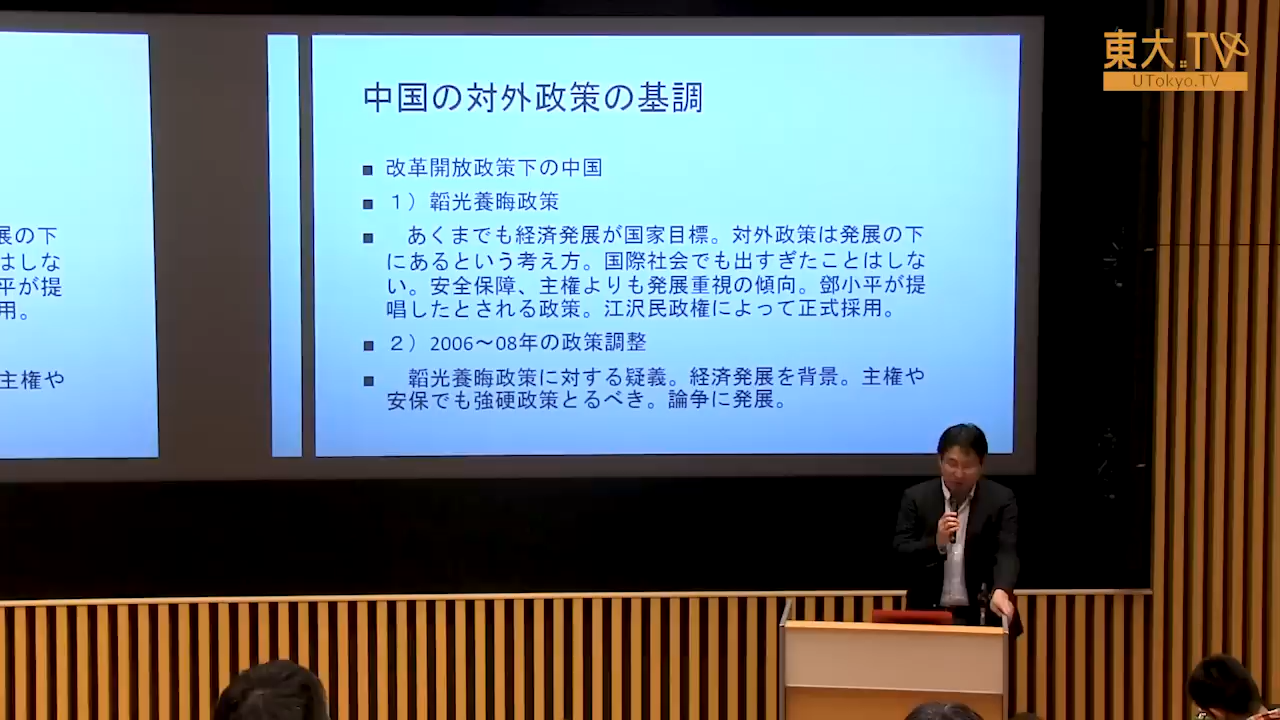 東大TV
UTokyo.TV
中国の対外政策の基調
■ 改革開放政策下の中国
■ 1）韜光養晦政策
■ あくまでも経済発展が国家目標。対外政策は発展の下
にあるという考え方。国際社会でも出すぎたことはしな
い。安全保障、主権よりも発展重視の傾向。鄧小平が提
唱したとされる政策。江沢民政権によって正式採用。
■ 2）2006～08年の政策調整
■ 韜光養晦政策に対する疑義。経済発展を背景。主権や
安保でも強硬政策とるべき。論争に発展。
展の下
はしな
平が提
用。
主権や